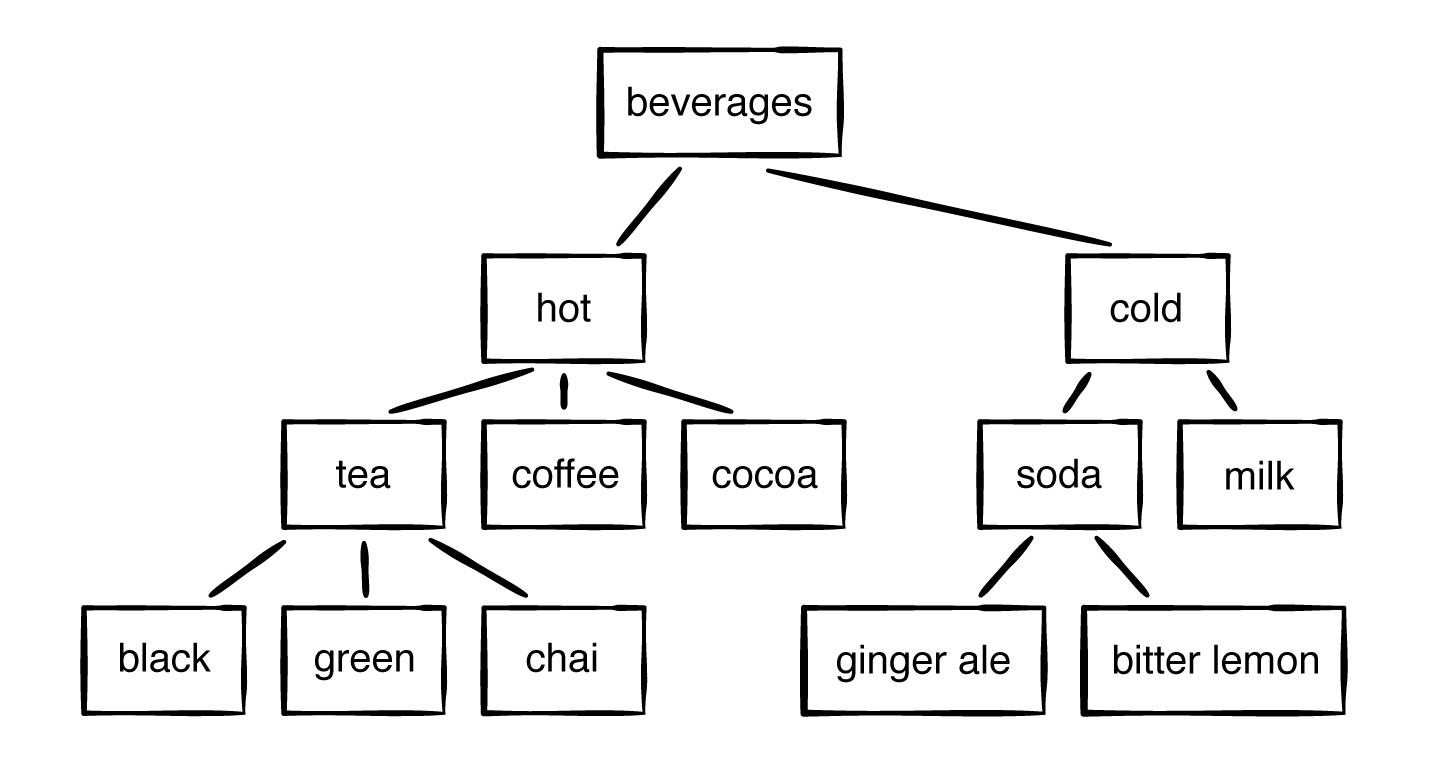 beverages
hot
cold
tea
coffee
cocoa
soda
milk
black
green
chai
ginger ale
bitter lemon